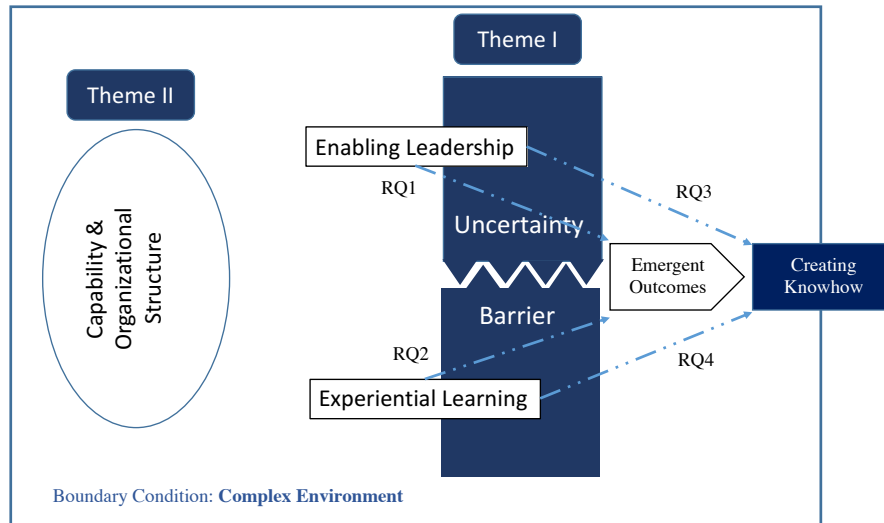 Theme I
Theme II
Enabling Leadership
RQ1
RQ3
Uncertainty
Capability &
Organizational
Structure
Emergent
Outcomes
Creating
Knowhow
Barrier
RQ2
RQ4
Experiential Learning
Boundary Condition: Complex Environment